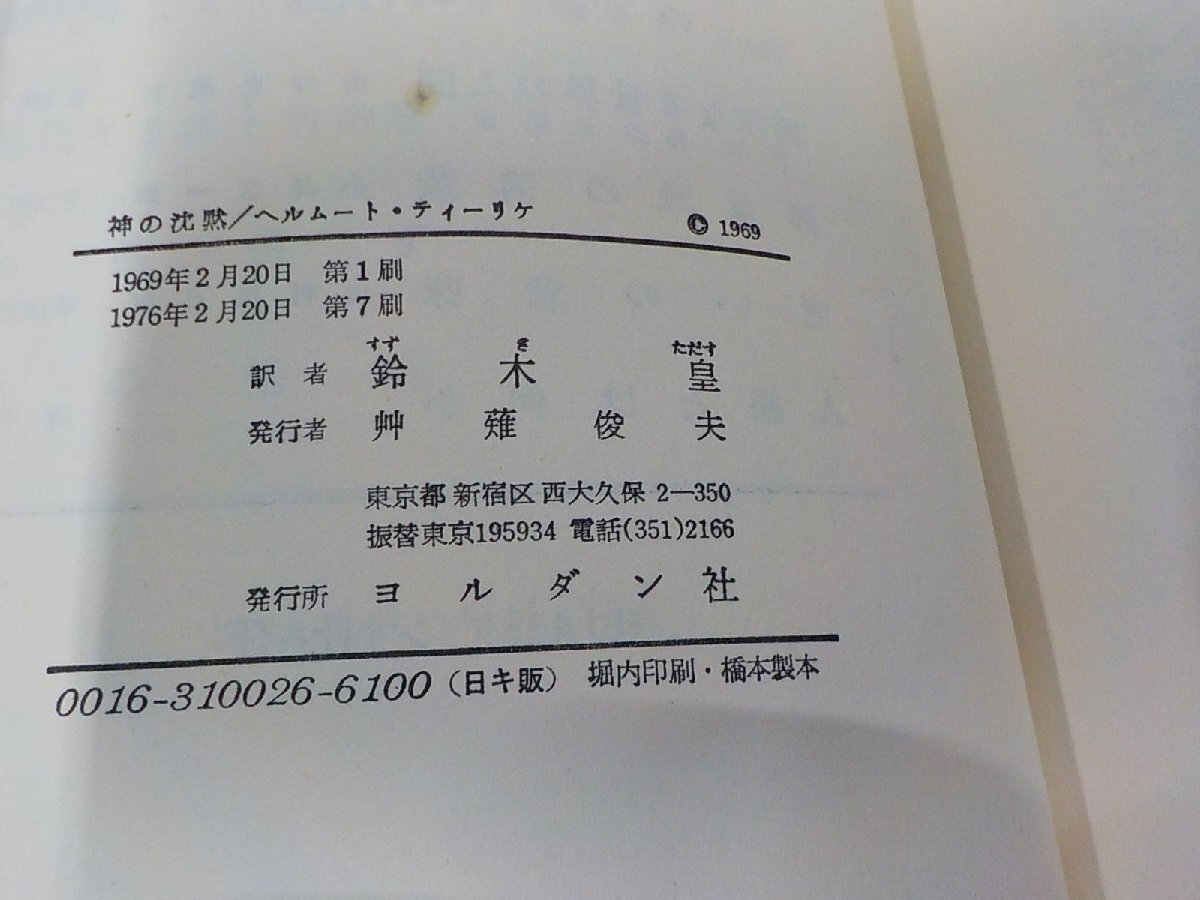 神の沈黙/ヘルムート・ティーリケ © 1969
1969年2月20日 第1刷
1976年2月20日 第7刷
すず き ただす
訳者 鈴木 皇
発行者 艸薙俊夫
東京都新宿区西大久保2—350
振替東京195934 電話(351)2166
発行所 ヨルダン社
0016-310026-6100(日キ販) 堀内印刷・橋本製本